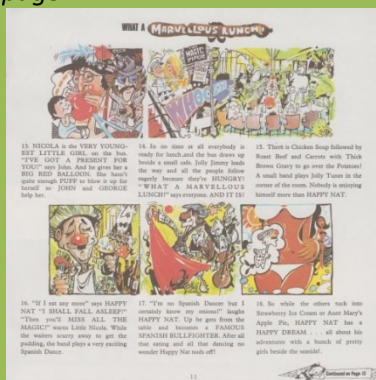 page
WHAT A MARVELLOUS LUNCH!
13. NICOLA is the VERY YOUNG-
EST LITTLE GIRL on the bus.
"I'VE GOT A PRESENT FOR
YOU!" says John. And he gives her a
BIG RED BALLOON. She hasn't
quite enough PUFF to blow it up for
herself so JOHN and GEORGE
help her.
MAGIC
WHOOSH
14. In no time at all everybody is
ready for lunch,and the bus draws up
beside a small cafe. Jolly Jimmy leads
the way and all the people follow
eagerly because they're HUNGRY!
"WHAT A MARVELLOUS
LUNCH!" says everyone. AND IT IS!
15. There is Chicken Soup followed by
Roast Beef and Carrots with Thick
Brown Gravy to go over the Potatoes!
A small band plays Jolly Tunes in the
corner of the room. Nobody is enjoying
himself more than HAPPY NAT.
16. "If I eat any more" says HAPPY
NAT "I SHALL FALL ASLEEP!"
"Then you'll MISS ALL THE
MAGIC!" warns Little Nicola. While
the waiters scurry away to get the
pudding, the band plays a very exciting
Spanish Dance.
17. "I'm no Spanish Dancer but I
certainly know my onions!" laughs
HAPPY NAT. Up he gets from the
table and becomes a FAMOUS
SPANISH BULLFIGHTER. After all
that eating and all that dancing no
wonder Happy Nat nods off!
18. So while the others tuck into
Strawberry Ice Cream or Aunt Mary's
Apple Pie, HAPPY NAT has a
HAPPY DREAM . . . all about his
adventures with a bunch of pretty
girls beside the seaside!.
11
Continued on Page 15